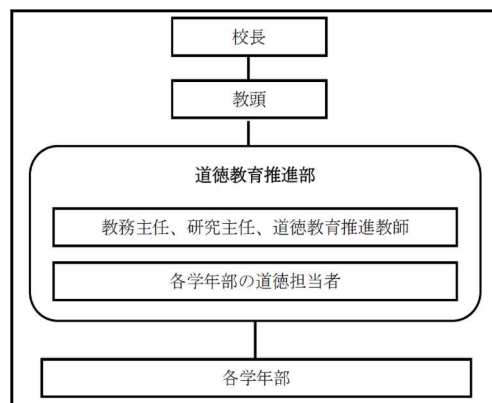 校長
教頭
道徳教育推進部
教務主任、研究主任、道徳教育推進教師
各学年部の道徳担当者
各学年部